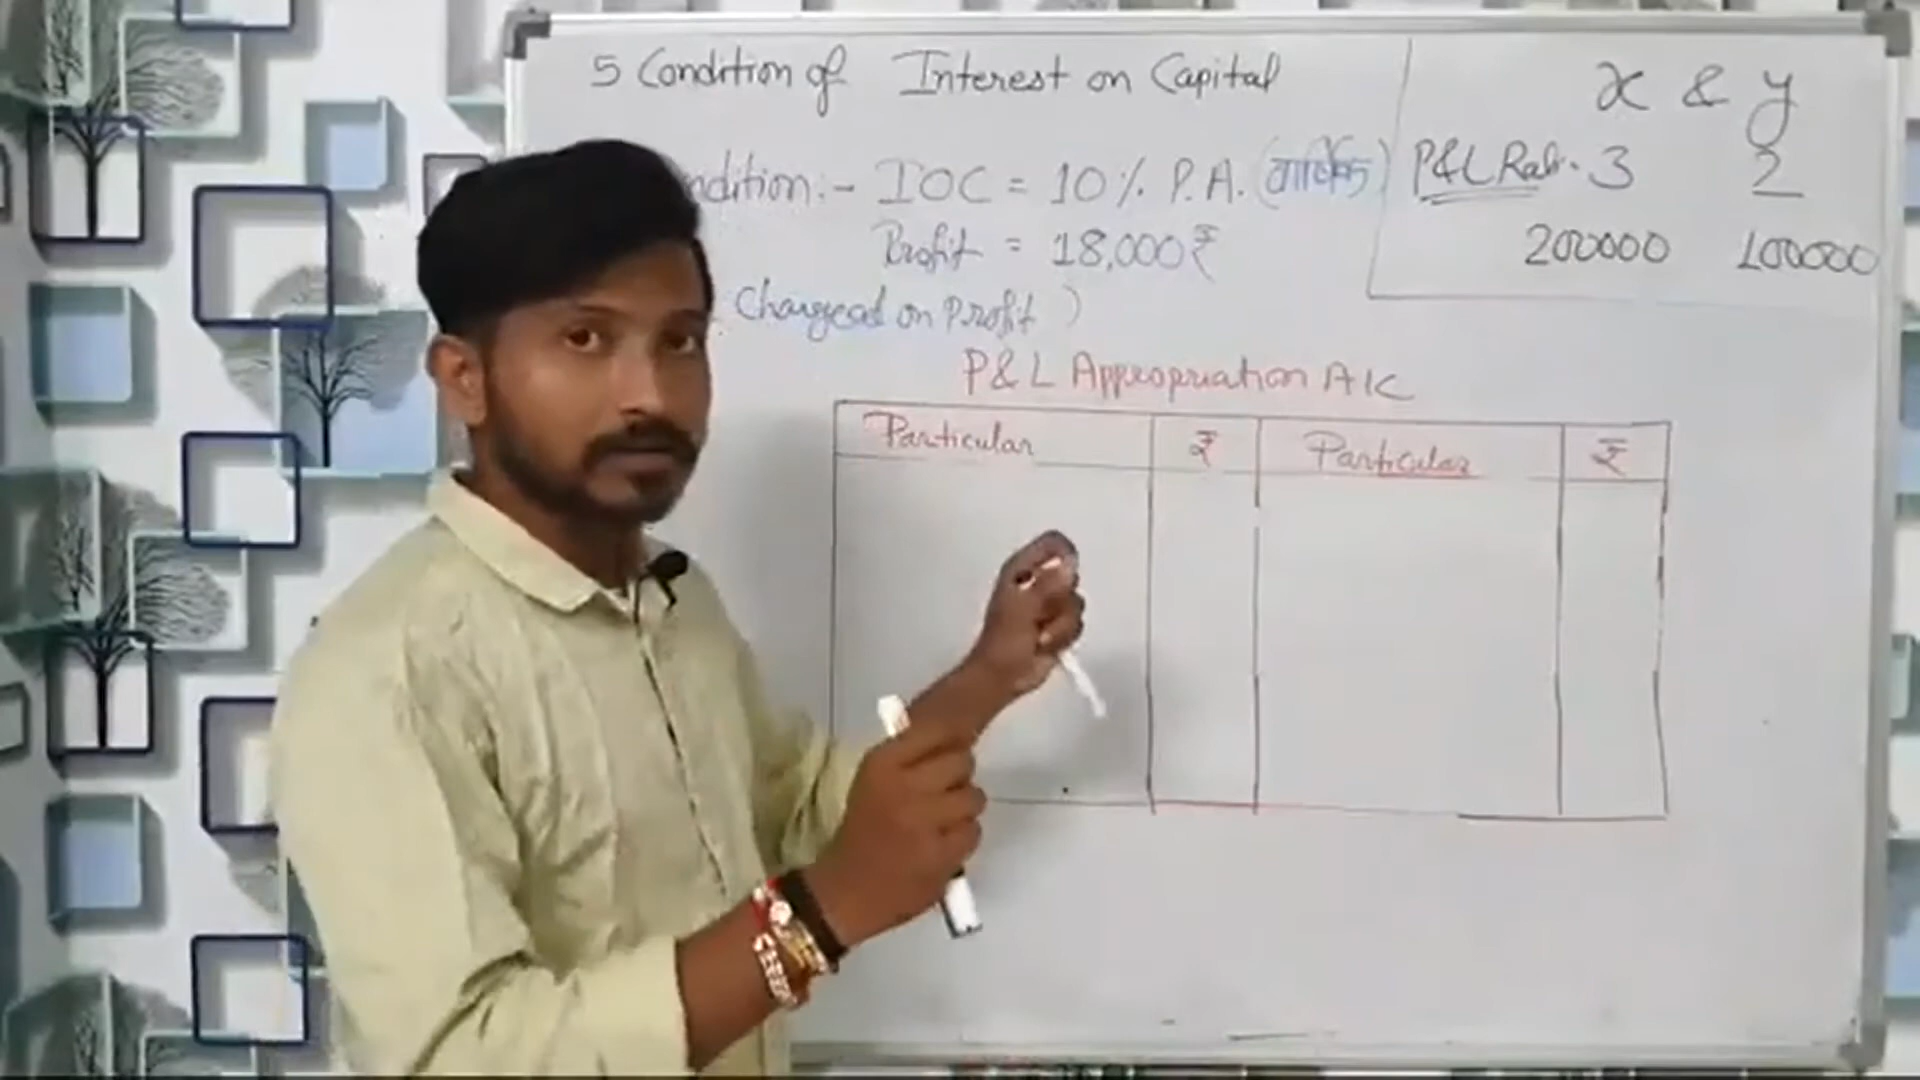 5 Condition of Interest on Capital
ndition:- IOC = 10% P.A. (वार्षिक)
Profit = 18,000₹
Chargead on Profit )
x & y
P&L Rat. 3 2
200000 100000
P&L Appropriation A/C
Particular ₹ Particular ₹